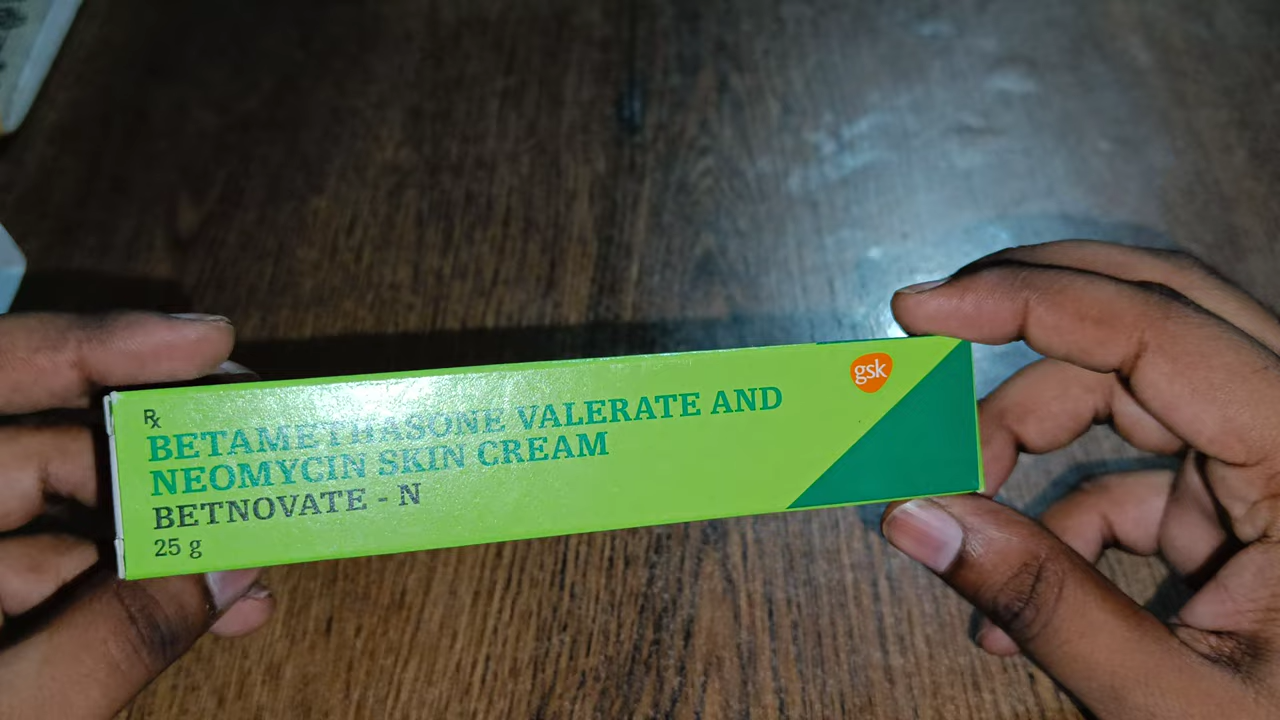 Rx
BETAMETHASONE VALERATE AND
NEOMYCIN SKIN CREAM
BETNOVATE - N
25 g
gsk